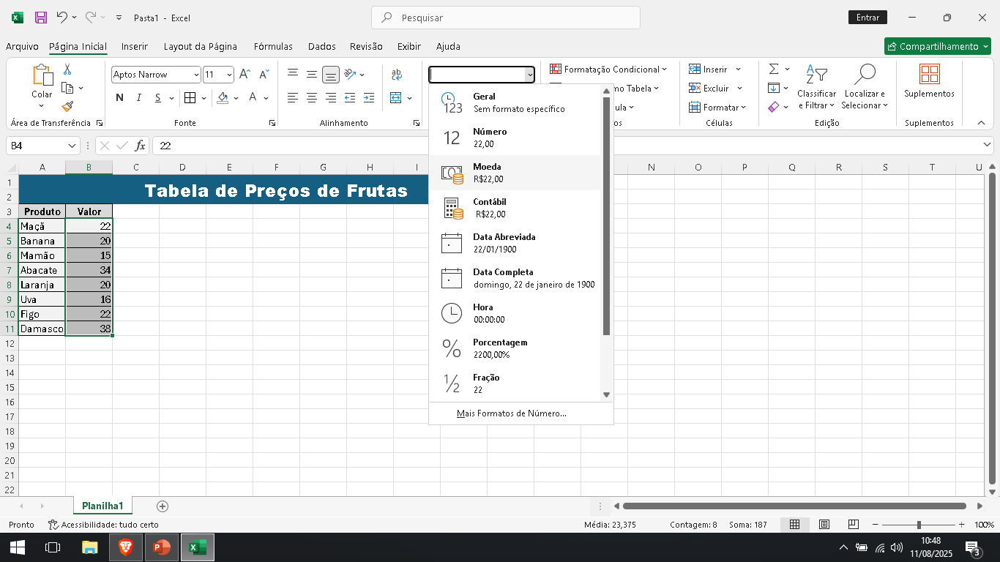 Pasta1 - Excel
Pesquisar
Entrar
Arquivo
Página Inicial
Inserir
Layout da Página
Fórmulas
Dados
Revisão
Exibir
Ajuda
Compartilhamento
Colar
Área de Transferência
Aptos Narrow
11
N I S
Fonte
ab
Alinhamento
Formatação Condicional
mo Tabela
ula
os
Inserir
Excluir
Formatar
Células
Classificar
e Filtrar
Localizar e
Selecionar
Edição
Suplementos
Suplementos
B4
fx
22
A B C D E F G H I N O P Q R S T U
1 Tabela de Preços de Frutas
2
3 Produto Valor
4 Maçã 22
5 Banana 20
6 Mamão 15
7 Abacate 34
8 Laranja 20
9 Uva 16
10 Figo 22
11 Damasco 38
12
13
14
15
16
17
18
19
20
21
22
123
Geral
Sem formato específico
12
Número
22,00
Moeda
R$22,00
Contábil
R$22,00
Data Abreviada
22/01/1900
Data Completa
domingo, 22 de janeiro de 1900
Hora
00:00:00
%
Porcentagem
2200,00%
½
Fração
22
Mais Formatos de Número...
Planilha1
Pronto
Acessibilidade: tudo certo
Média: 23,375
Contagem: 8
Soma: 187
100%
10:48
11/08/2025
3